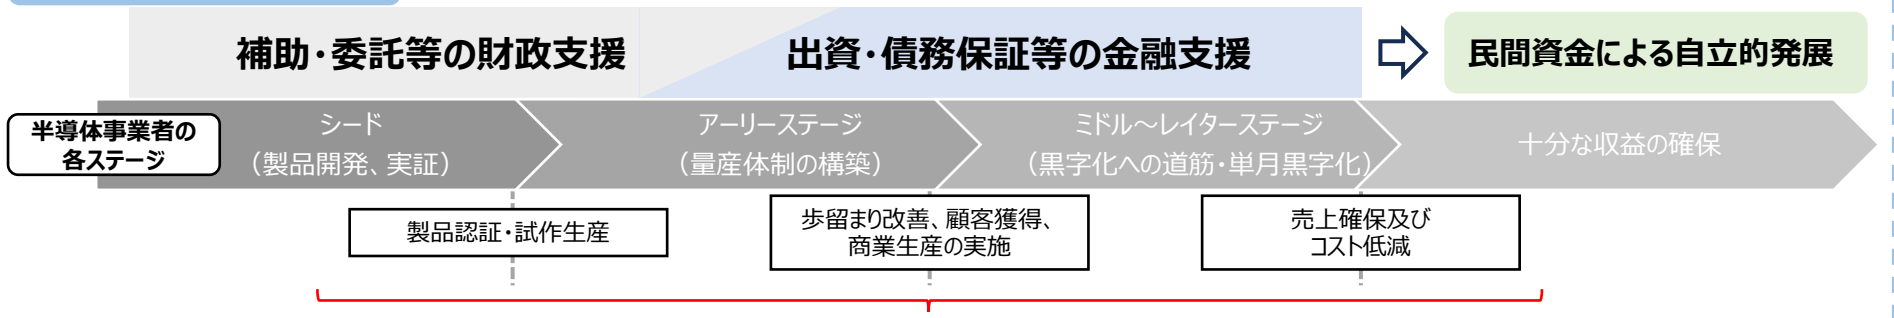 補助・委託等の財政支援
出資・債務保証等の金融支援
民間資金による自立的発展
半導体事業者の
各ステージ
シード
（製品開発、実証）
アーリーステージ
（量産体制の構築）
ミドル～レイターステージ
（黒字化への道筋・単月黒字化）
十分な収益の確保
製品認証・試作生産
歩留まり改善、顧客獲得、
商業生産の実施
売上確保及び
コスト低減